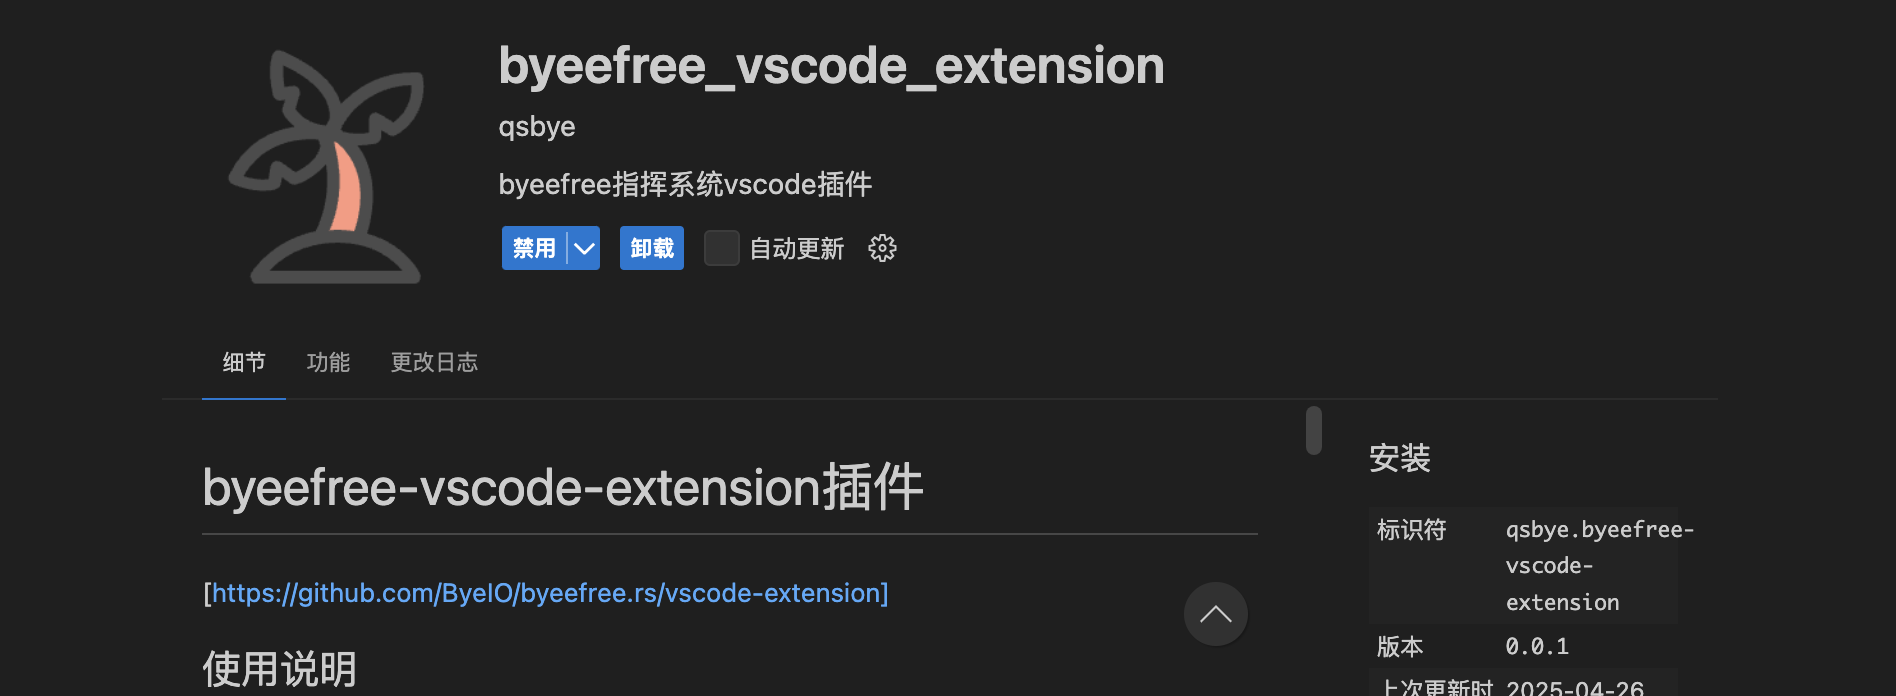 byeefree_vscode_extension
qsbye
byeefree指挥系统vscode插件
禁用
卸载
自动更新
细节
功能
更改日志
byeefree-vscode-extension插件
[https://github.com/ByeIO/byeefree.rs/vscode-extension]
使用说明
安装
标识符 qsbye.byeefree-
vscode-
extension
版本 0.0.1
上次更新时 2025-04-26